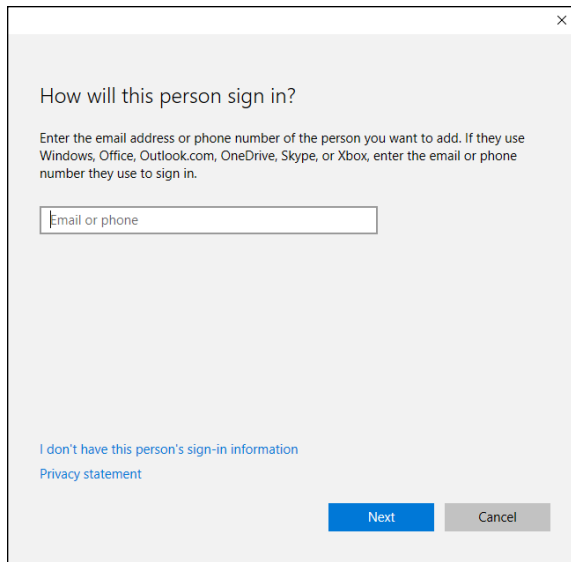 How will this person sign in?
Enter the email address or phone number of the person you want to add. If they use
Windows, Office, Outlook.com, OneDrive, Skype, or Xbox, enter the email or phone
number they use to sign in.
Email or phone
I don't have this person's sign-in information
Privacy statement
Next Cancel